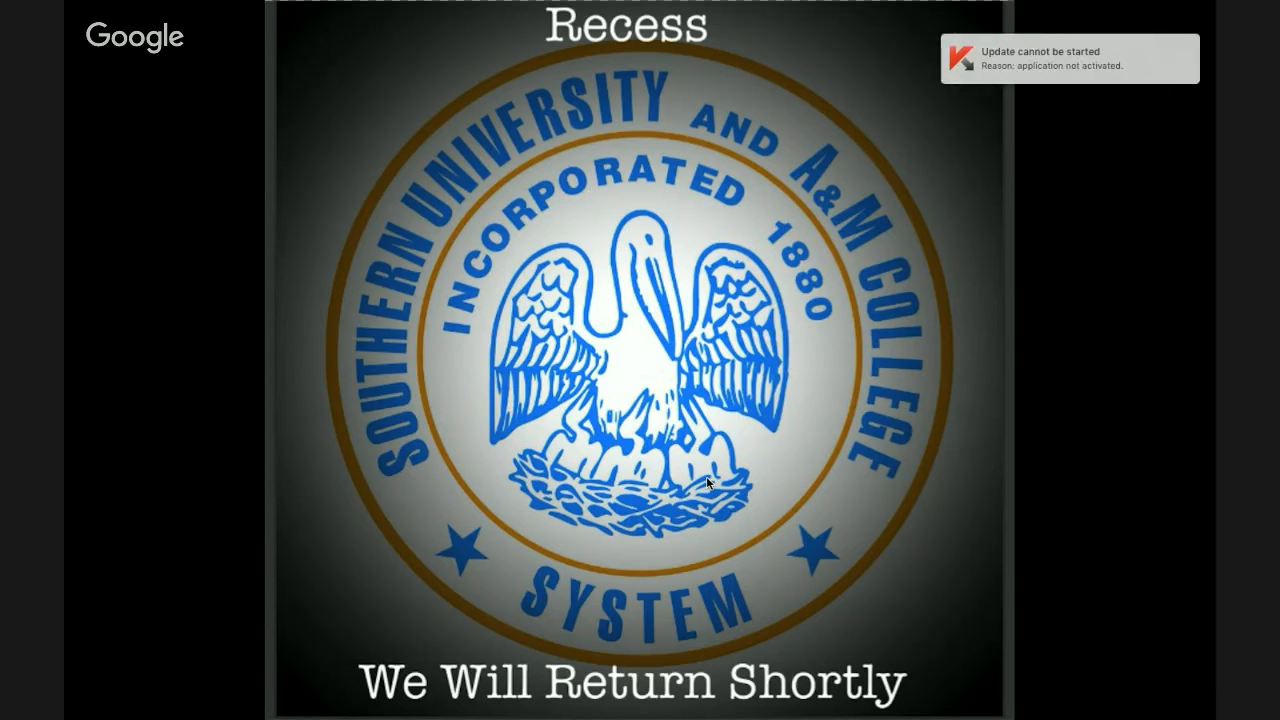 Recess
Google
Update cannot be started
Reason: application not activated.
SOUTHERN UNIVERSITY AND A&M COLLEGE
INCORPORATED 1880
SYSTEM
We Will Return Shortly